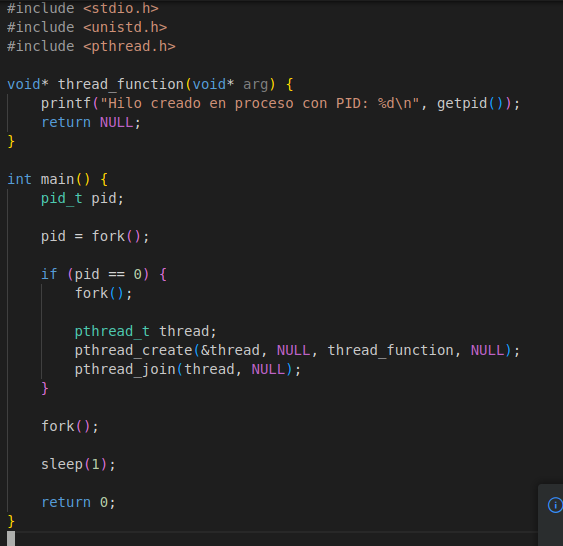 #include <stdio.h>
#include <unistd.h>
#include <pthread.h>

void* thread_function(void* arg) {
    printf("Hilo creado en proceso con PID: %d\n", getpid());
    return NULL;
}

int main() {
    pid_t pid;

    pid = fork();

    if (pid == 0) {
        fork();

        pthread_t thread;
        pthread_create(&thread, NULL, thread_function, NULL);
        pthread_join(thread, NULL);
    }

    fork();

    sleep(1);

    return 0;
}